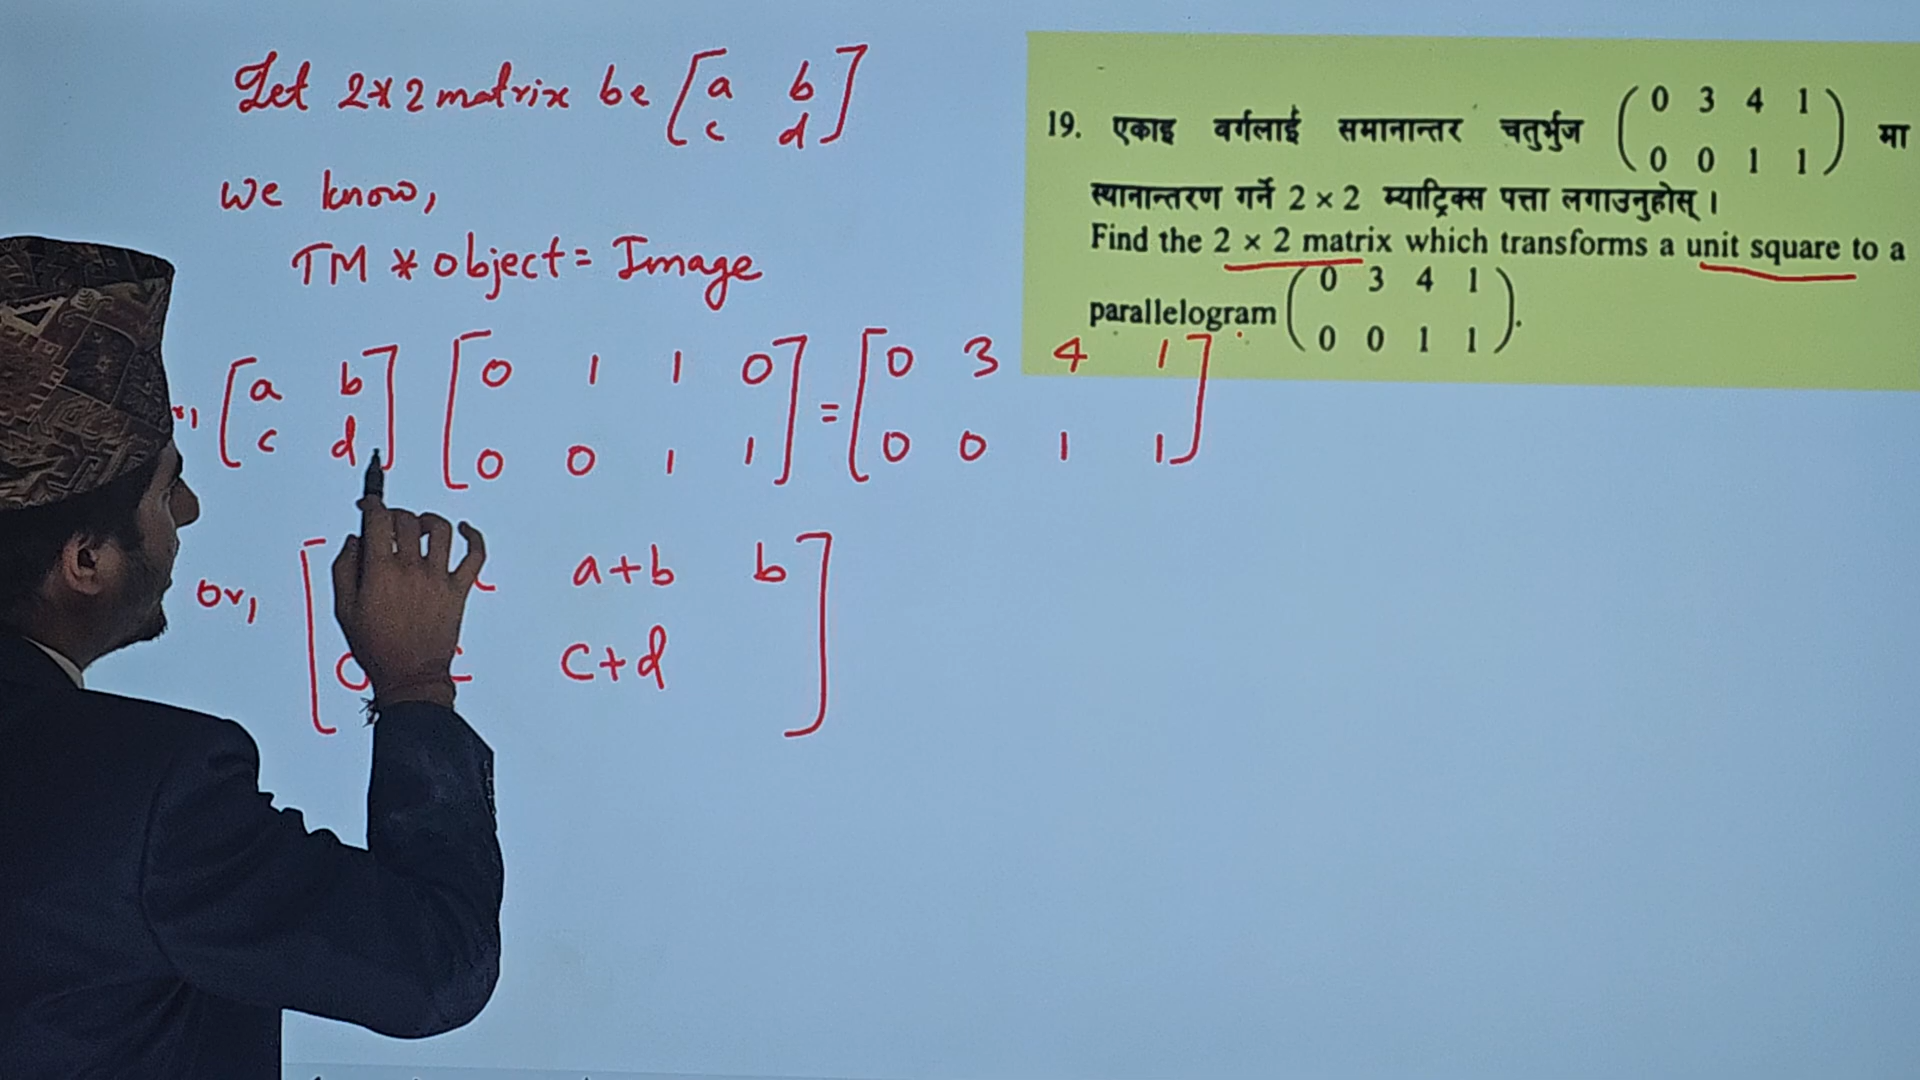 Let 2*2 matrix be [a b
c d]
we know,
TM * object = Image
[a b
c d] [0 1 1 0
0 0 1 1] = [0 3 4 1
0 0 1 1]
or, [ a+b b
c+d ]
19. एकाइ वर्गलाई समानान्तर चतुर्भुज (0 3 4 1
0 0 1 1) मा
स्थानान्तरण गर्ने 2 × 2 म्याट्रिक्स पत्ता लगाउनुहोस् ।
Find the 2 × 2 matrix which transforms a unit square to a
parallelogram (0 3 4 1
0 0 1 1).